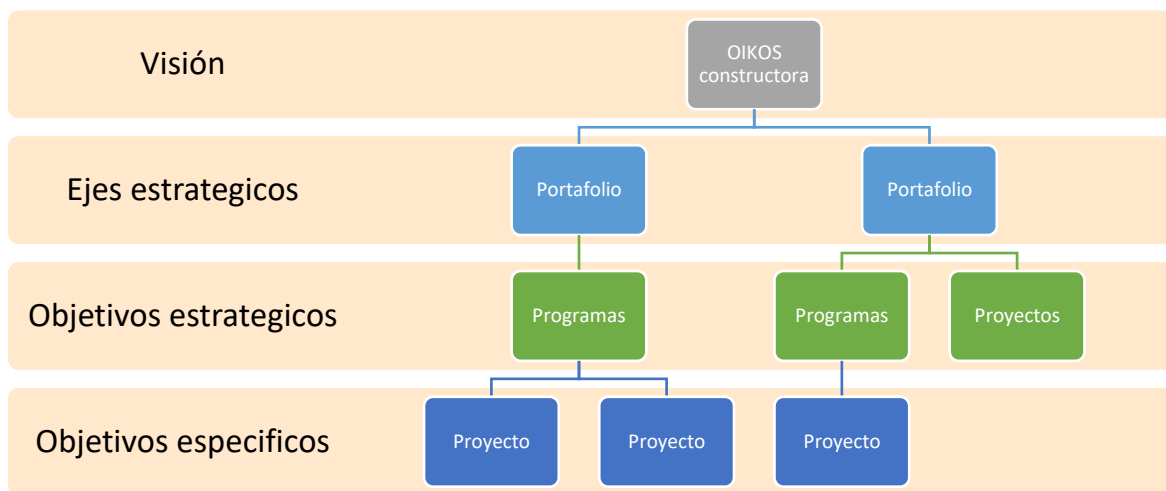 Visión
OIKOS
constructora
Ejes estrategicos
Portafolio
Portafolio
Objetivos estrategicos
Programas
Programas
Proyectos
Objetivos especificos
Proyecto
Proyecto
Proyecto